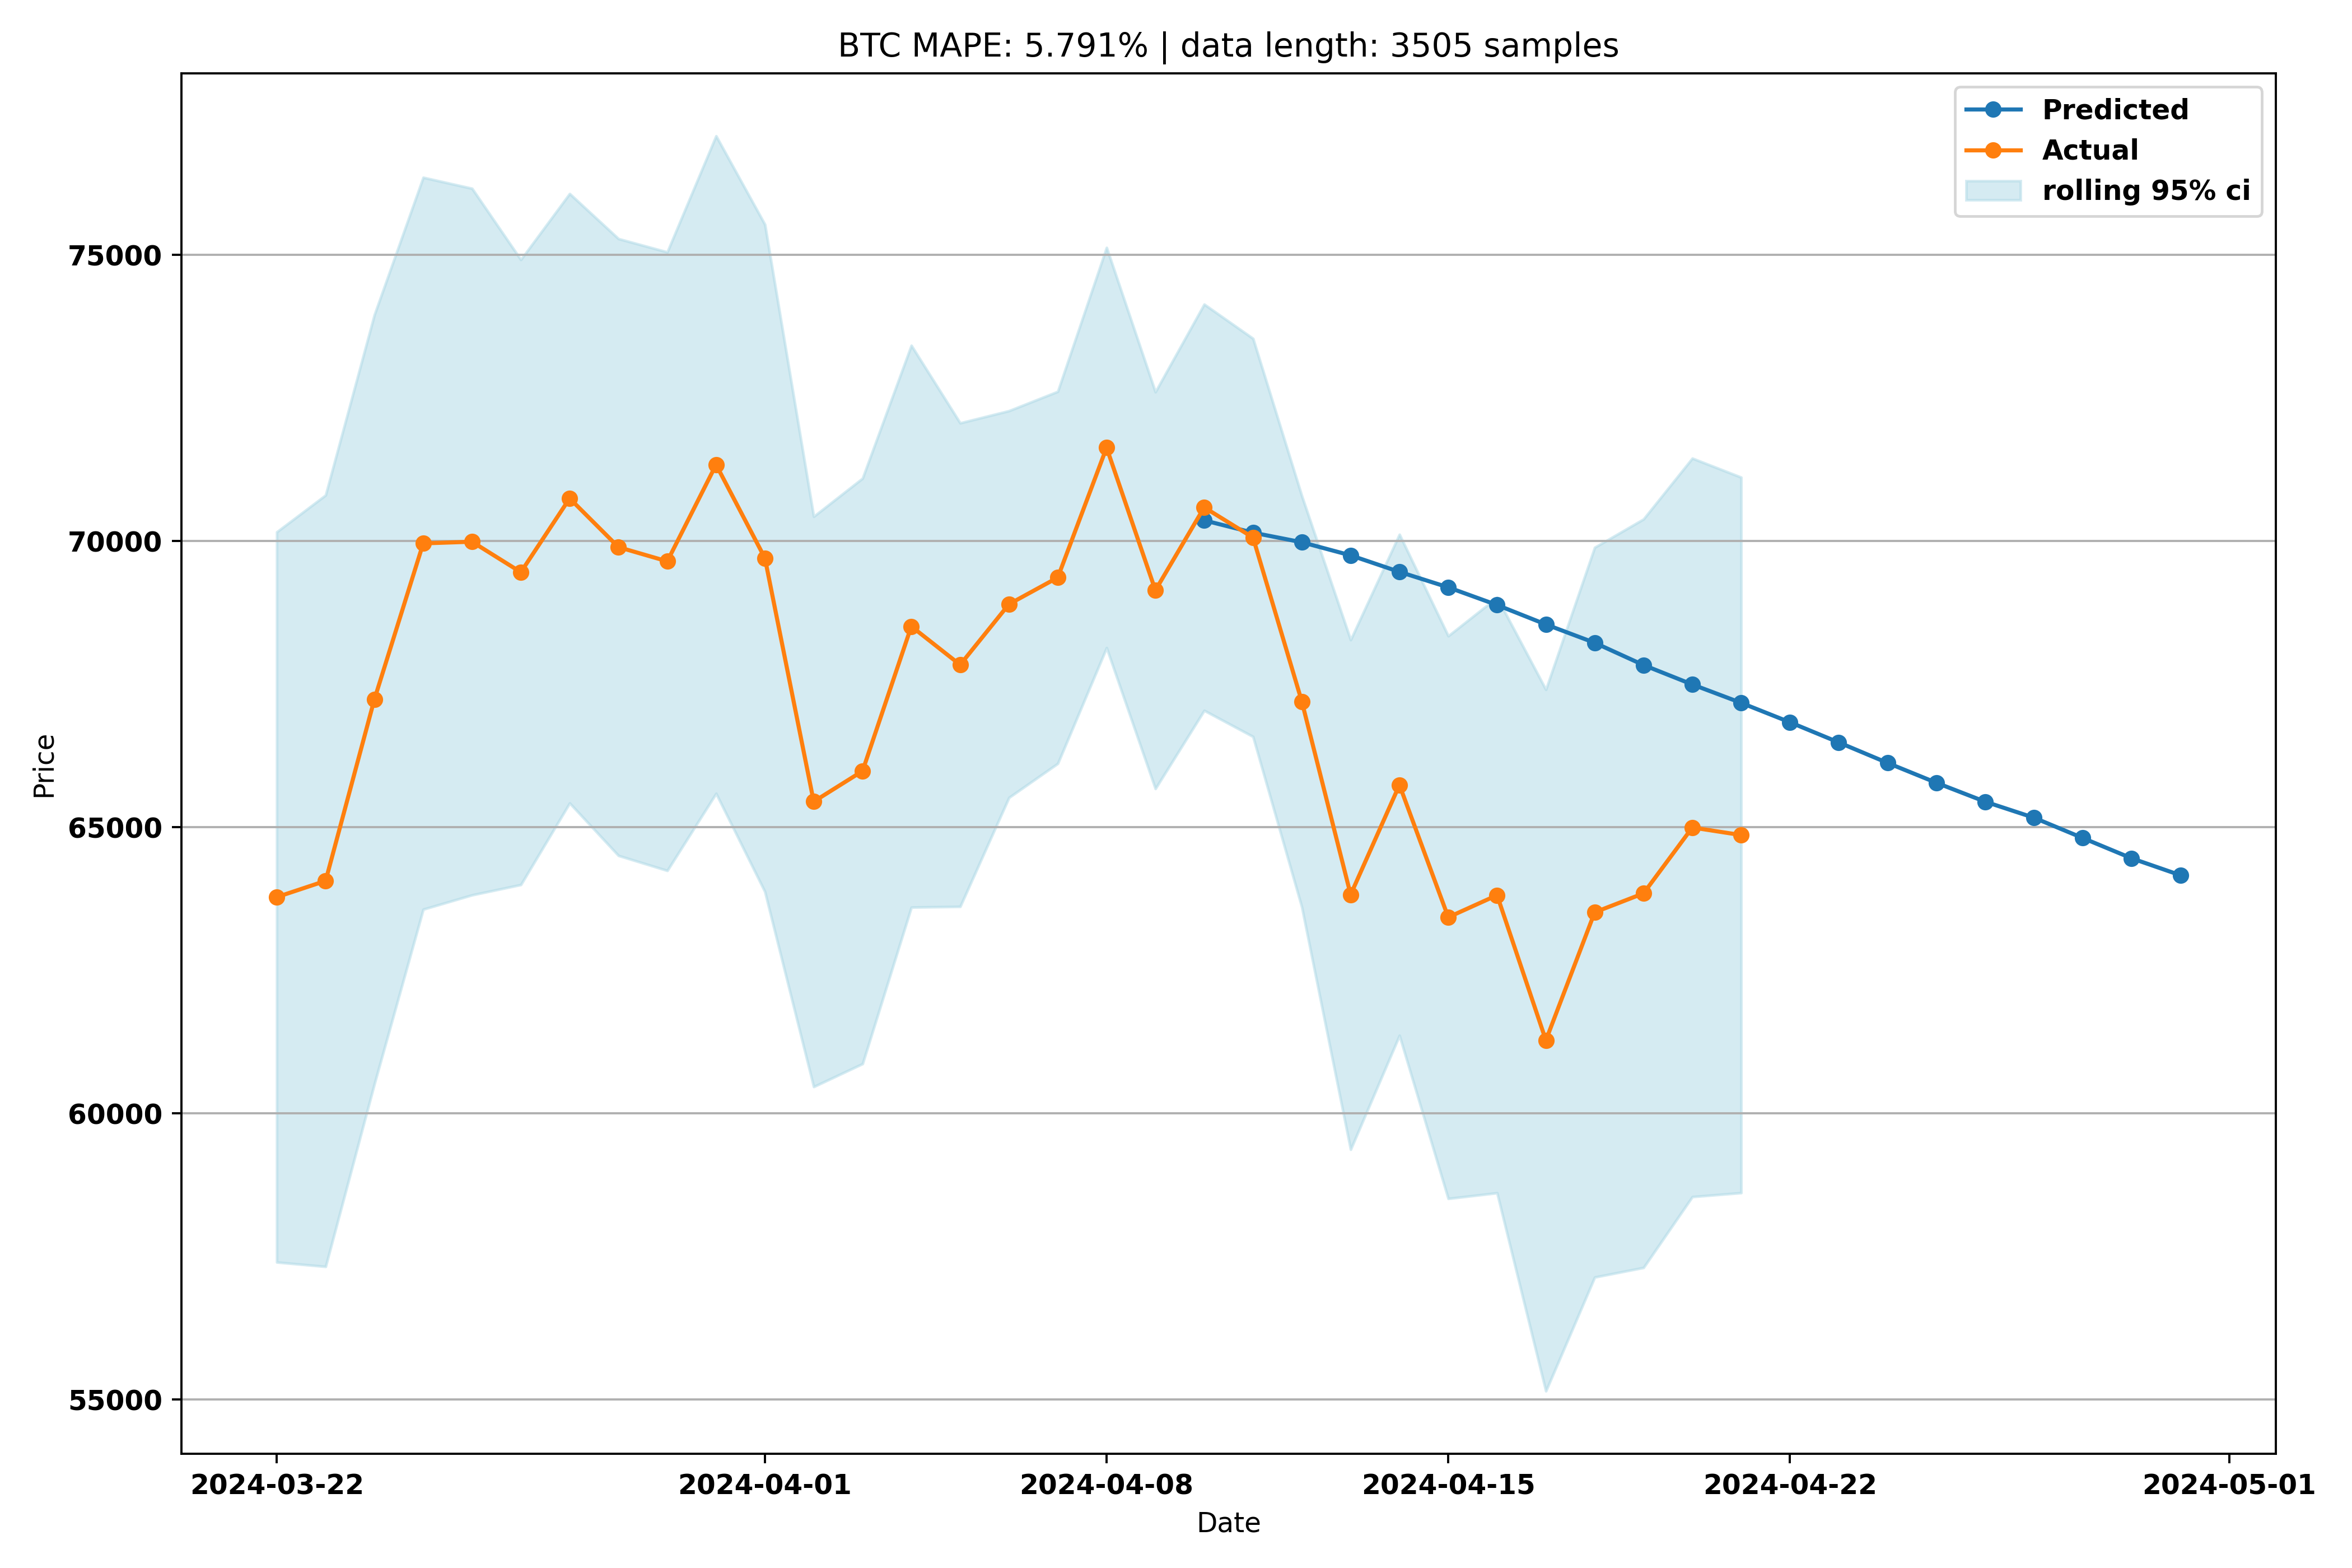 BTC MAPE: 5.791% | data length: 3505 samples
Predicted
Actual
rolling 95% ci
75000
70000
65000
60000
55000
Price
2024-03-22
2024-04-01
2024-04-08
2024-04-15
2024-04-22
2024-05-01
Date